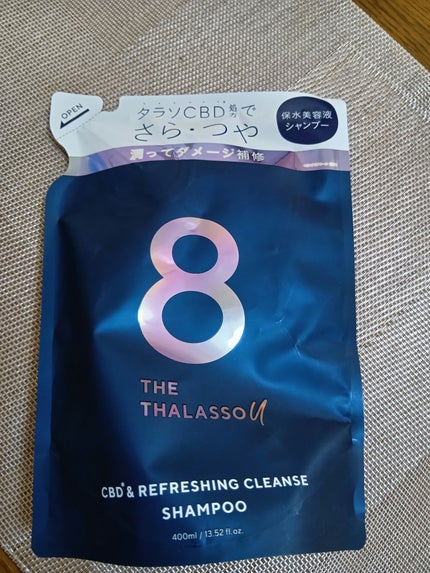 OPEN
タラソCBD処方で
さら・つや
潤ってダメージ補修
保水美容液
シャンプー
8
THE
THALASSO U
CBD* & REFRESHING CLEANSE
SHAMPOO
400ml / 13.52 fl.oz.